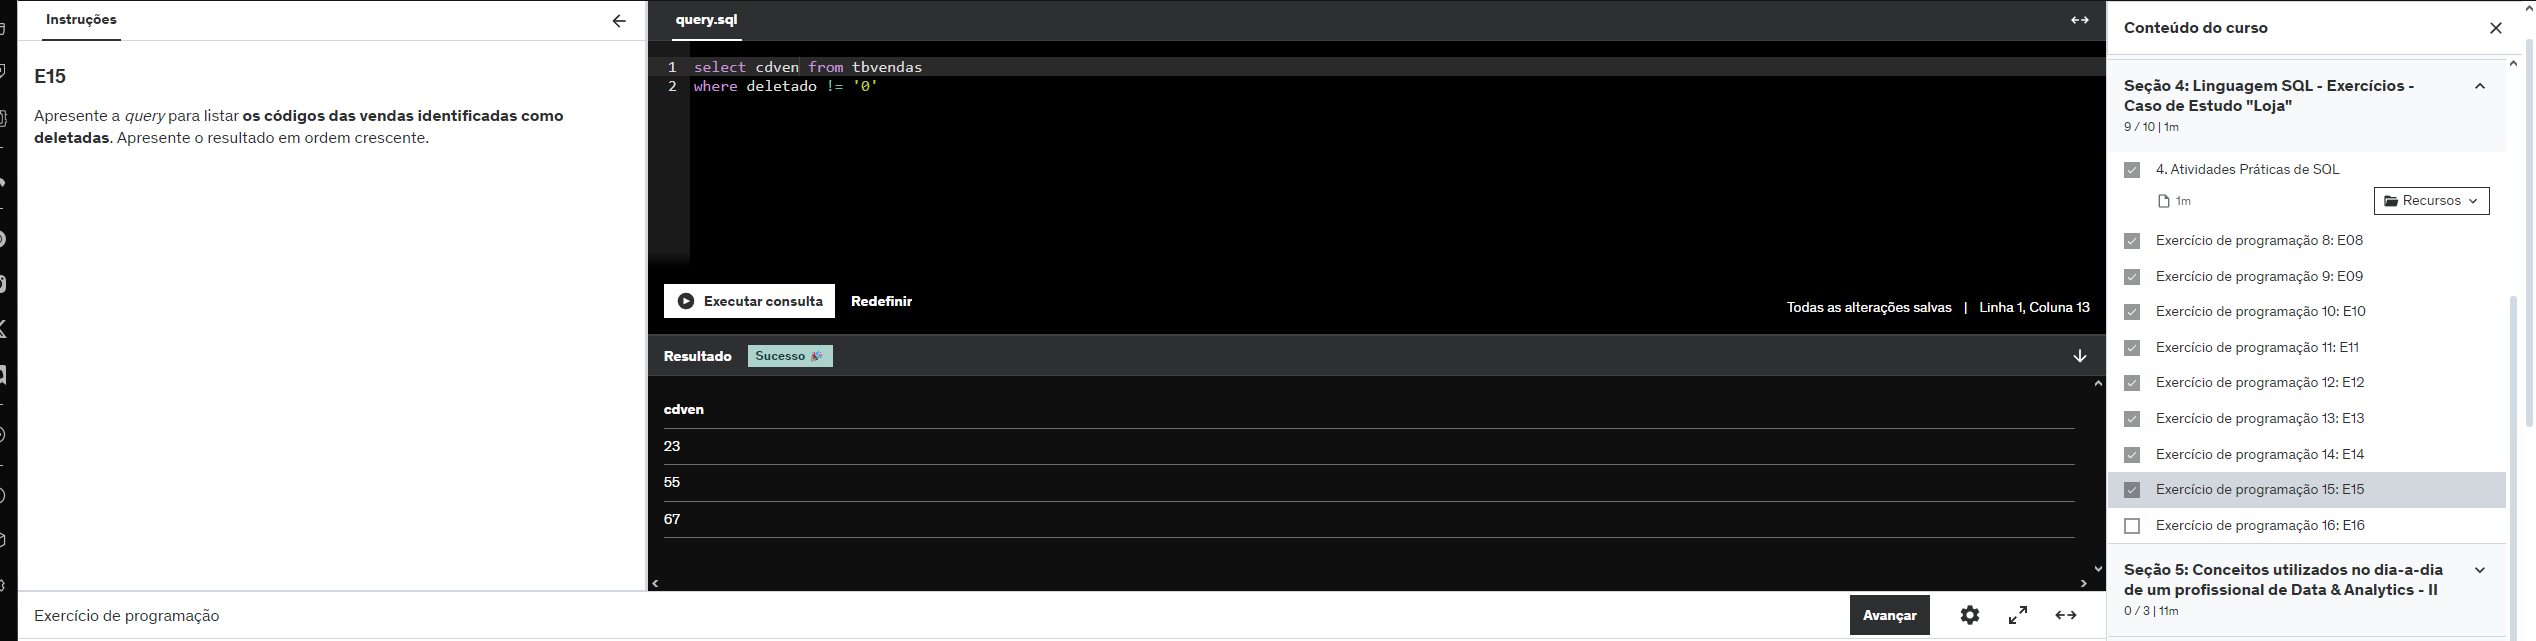 Instruções
E15
Apresente a query para listar os códigos das vendas identificadas como
deletadas. Apresente o resultado em ordem crescente.
query.sql
1 select cdven from tbvendas
2 where deletado != '0'
Executar consulta
Redefinir
Todas as alterações salvas | Linha 1, Coluna 13
Resultado
Sucesso 🎉
cdven
23
55
67
Exercício de programação
Avançar
Conteúdo do curso
Seção 4: Linguagem SQL - Exercícios -
Caso de Estudo "Loja"
9 / 10 | 1m
4. Atividades Práticas de SQL
1m
Recursos
Exercício de programação 8: E08
Exercício de programação 9: E09
Exercício de programação 10: E10
Exercício de programação 11: E11
Exercício de programação 12: E12
Exercício de programação 13: E13
Exercício de programação 14: E14
Exercício de programação 15: E15
Exercício de programação 16: E16
Seção 5: Conceitos utilizados no dia-a-dia
de um profissional de Data & Analytics - II
0 / 3 | 11m